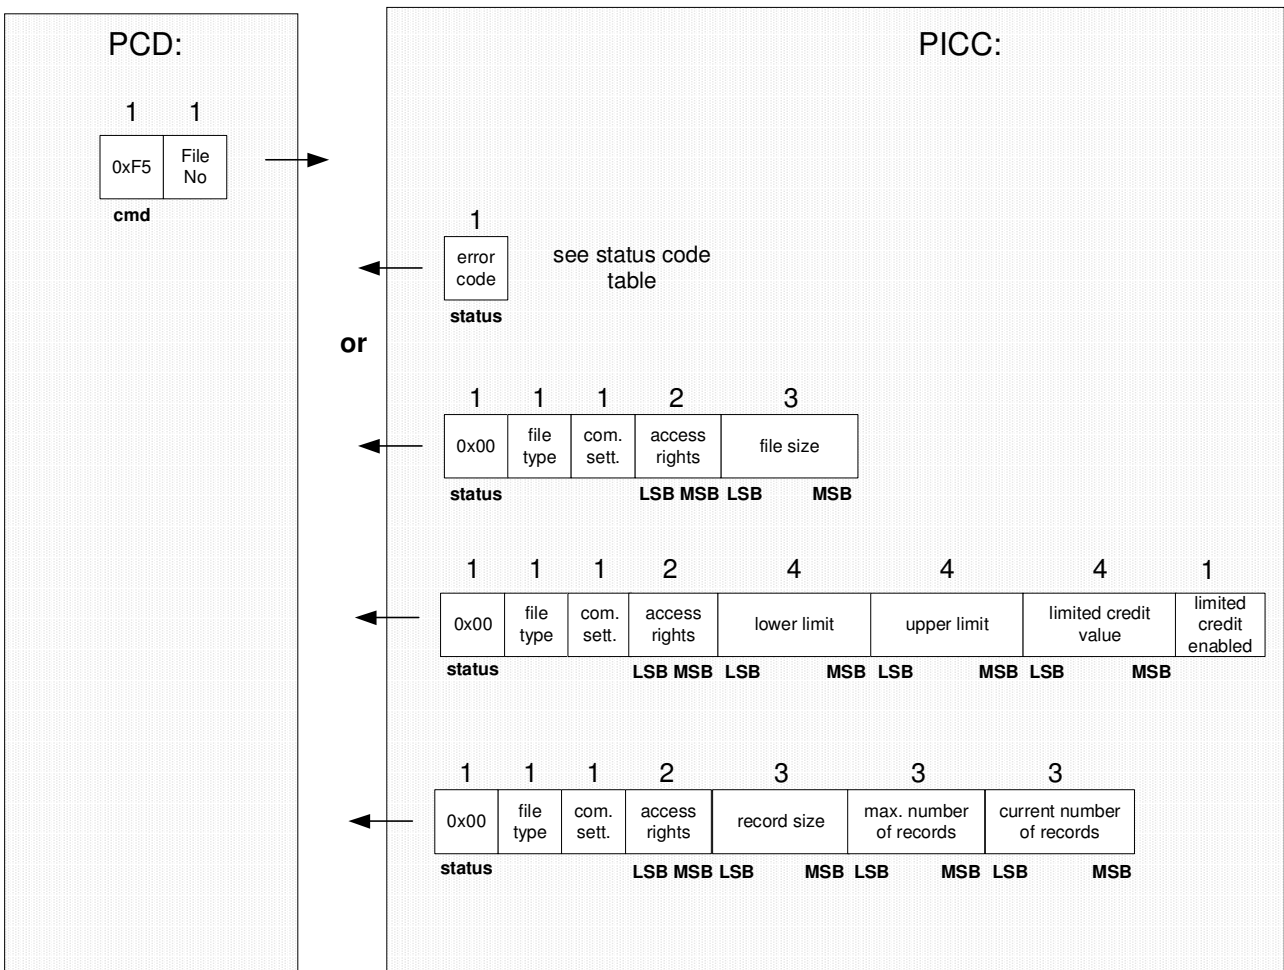 PCD:
PICC:
1 1
0xF5 File No
cmd
1
error code
see status code table
status
or
1 1 1 2 3
0x00 file type com. sett. access rights file size
status LSB MSB LSB MSB
1 1 1 2 4 4 4 1
0x00 file type com. sett. access rights lower limit upper limit limited credit value limited credit enabled
status LSB MSB LSB MSB LSB MSB LSB MSB
1 1 1 2 3 3 3
0x00 file type com. sett. access rights record size max. number of records current number of records
status LSB MSB LSB MSB LSB MSB LSB MSB